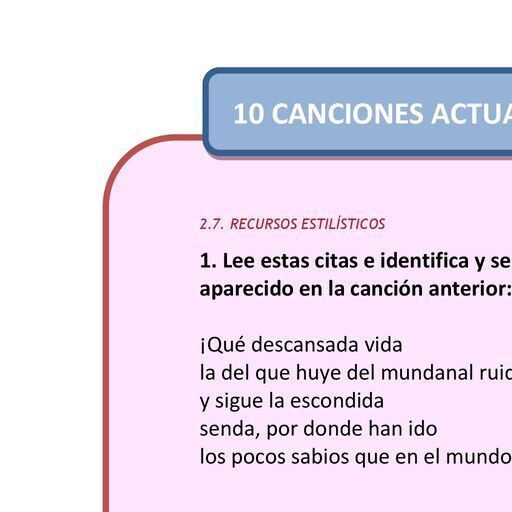 10 CANCIONES ACTUA
2.7. RECURSOS ESTILÍSTICOS
1. Lee estas citas e identifica y se
aparecido en la canción anterior:
¡Qué descansada vida
la del que huye del mundanal ruid
y sigue la escondida
senda, por donde han ido
los pocos sabios que en el mundo